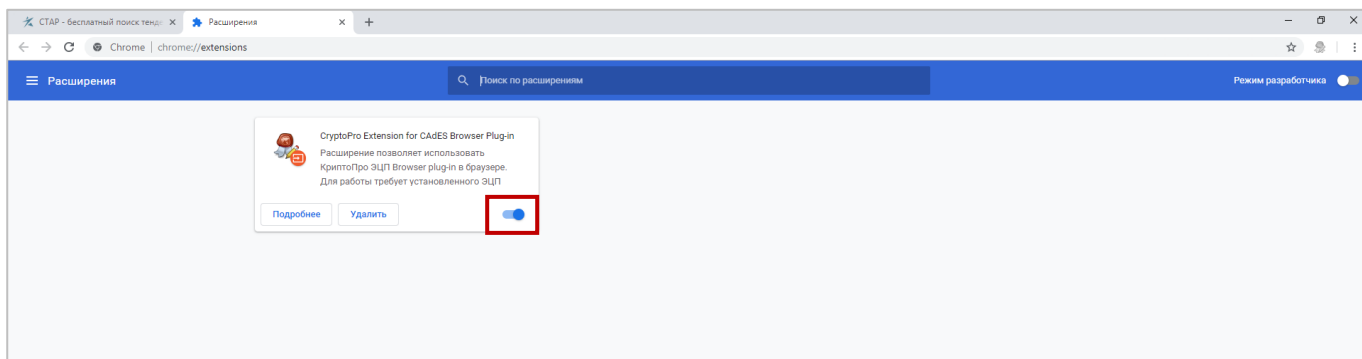 СТАР - бесплатный поиск тенде
Расширения
Chrome | chrome://extensions
Расширения
Поиск по расширениям
Режим разработчика
CryptoPro Extension for CAdES Browser Plug-in
Расширение позволяет использовать
КриптоПро ЭЦП Browser plug-in в браузере.
Для работы требует установленного ЭЦП
Подробнее
Удалить